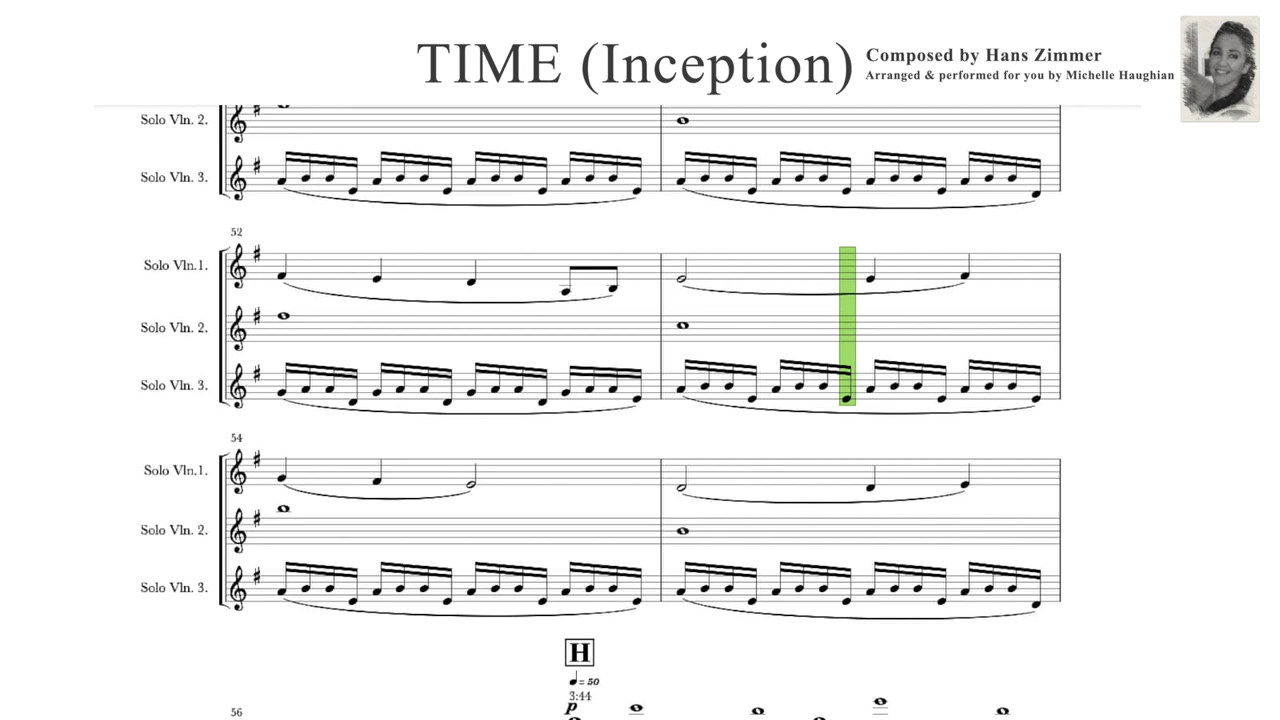 TIME (Inception)
Composed by Hans Zimmer
Arranged & performed for you by Michelle Haughian
Solo Vln. 2.
Solo Vln. 3.
52
Solo Vln.1.
Solo Vln. 2.
Solo Vln. 3.
54
Solo Vln.1.
Solo Vln. 2.
Solo Vln. 3.
H
= 50
3:44
p
56